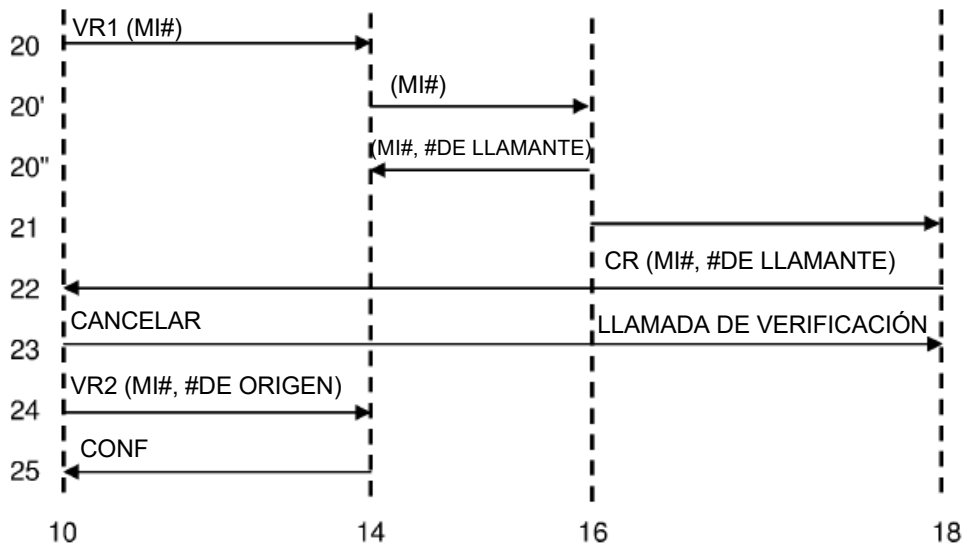 20 VR1 (MI#)
20' (MI#)
20" (MI#, #DE LLAMANTE)
21
CR (MI#, #DE LLAMANTE)
22
CANCELAR LLAMADA DE VERIFICACIÓN
23
VR2 (MI#, #DE ORIGEN)
24
CONF
25
10 14 16 18